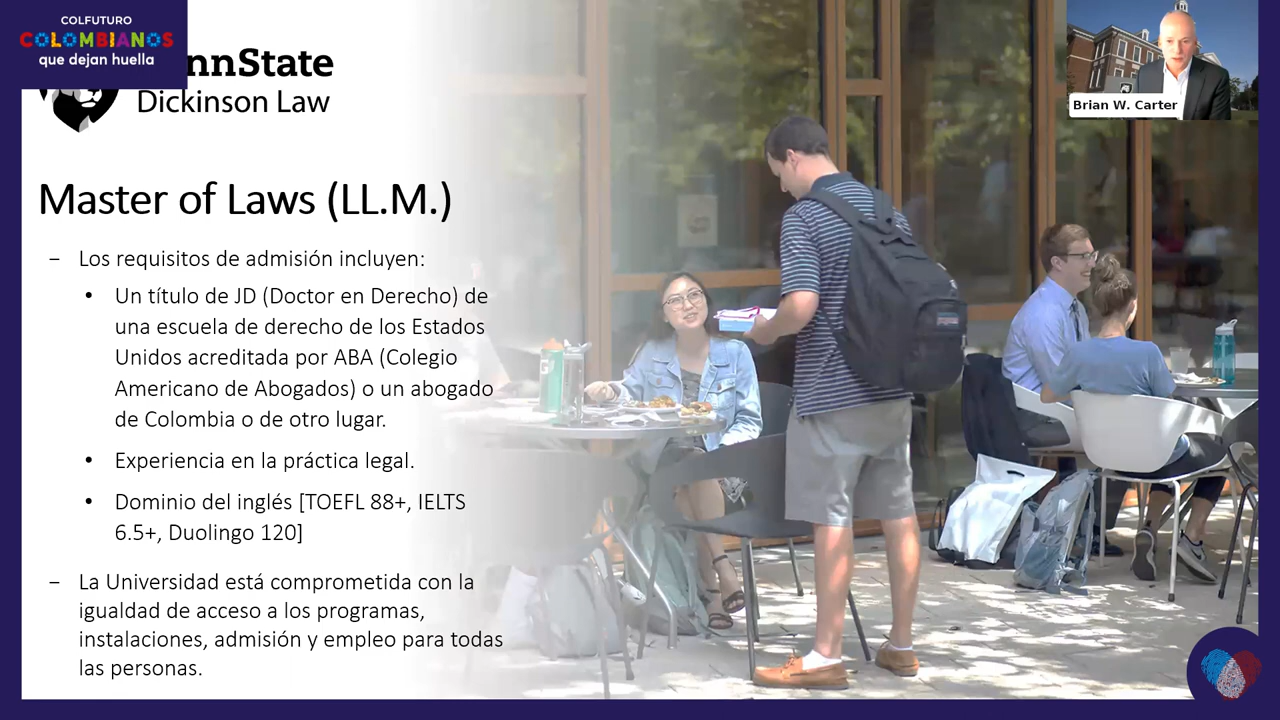 COLFUTURO
COLOMBIANOS
que dejan huella
nnState
Dickinson Law
Brian W. Carter
Master of Laws (LL.M.)
– Los requisitos de admisión incluyen:
• Un título de JD (Doctor en Derecho) de
una escuela de derecho de los Estados
Unidos acreditada por ABA (Colegio
Americano de Abogados) o un abogado
de Colombia o de otro lugar.
• Experiencia en la práctica legal.
• Dominio del inglés [TOEFL 88+, IELTS
6.5+, Duolingo 120]
– La Universidad está comprometida con la
igualdad de acceso a los programas,
instalaciones, admisión y empleo para todas
las personas.